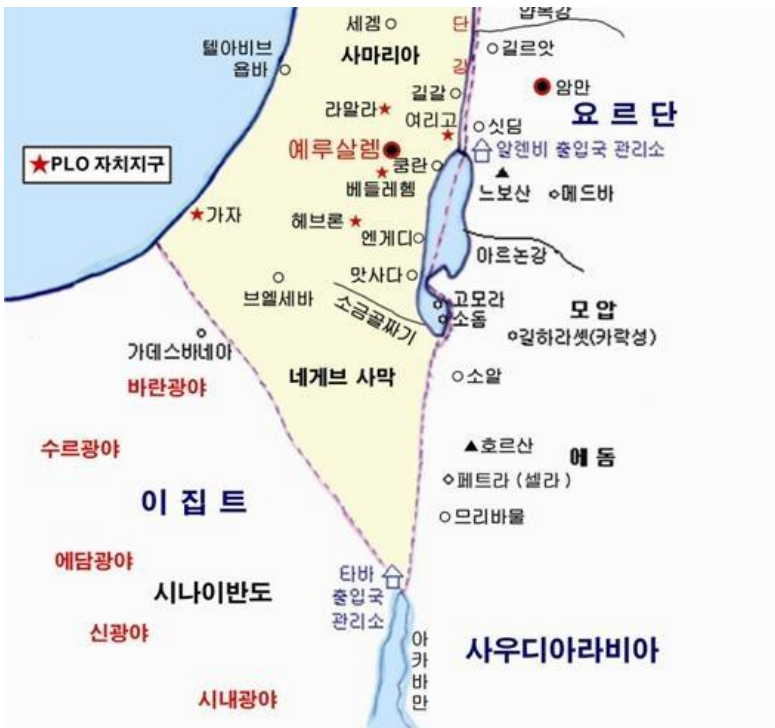 얍복강
세겜
단
길르앗
텔아비브
욥바
사마리아
강
암만
길갈
요르단
라말라
여리고
싯딤
예루살렘
알렌비 출입국 관리소
PLO 자치지구
쿰란
베들레헴
느보산
메드바
가자
헤브론
엔게디
아르논강
맛사다
브엘세바
고모라
소금골짜기
소돔
모압
길하라셋(카락성)
가데스바네아
네게브 사막
소알
바란광야
수르광야
호르산
에돔
페트라 (셀라)
이집트
므리바물
에담광야
타바
출입국
관리소
시나이반도
신광야
아카바만
사우디아라비아
시내광야